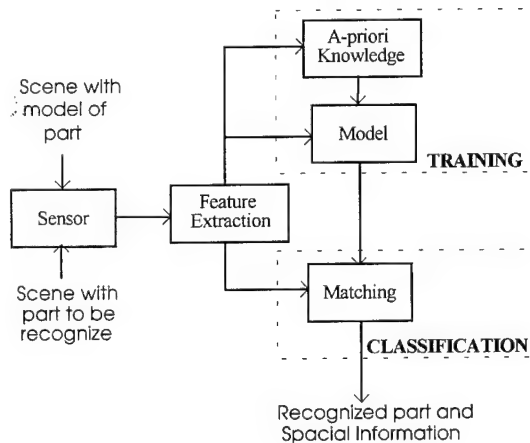 A-priori
Knowledge
Scene with
model of
part
Model
TRAINING
Sensor
Feature
Extraction
Scene with
part to be
recognize
Matching
CLASSIFICATION
Recognized part and
Spacial Information